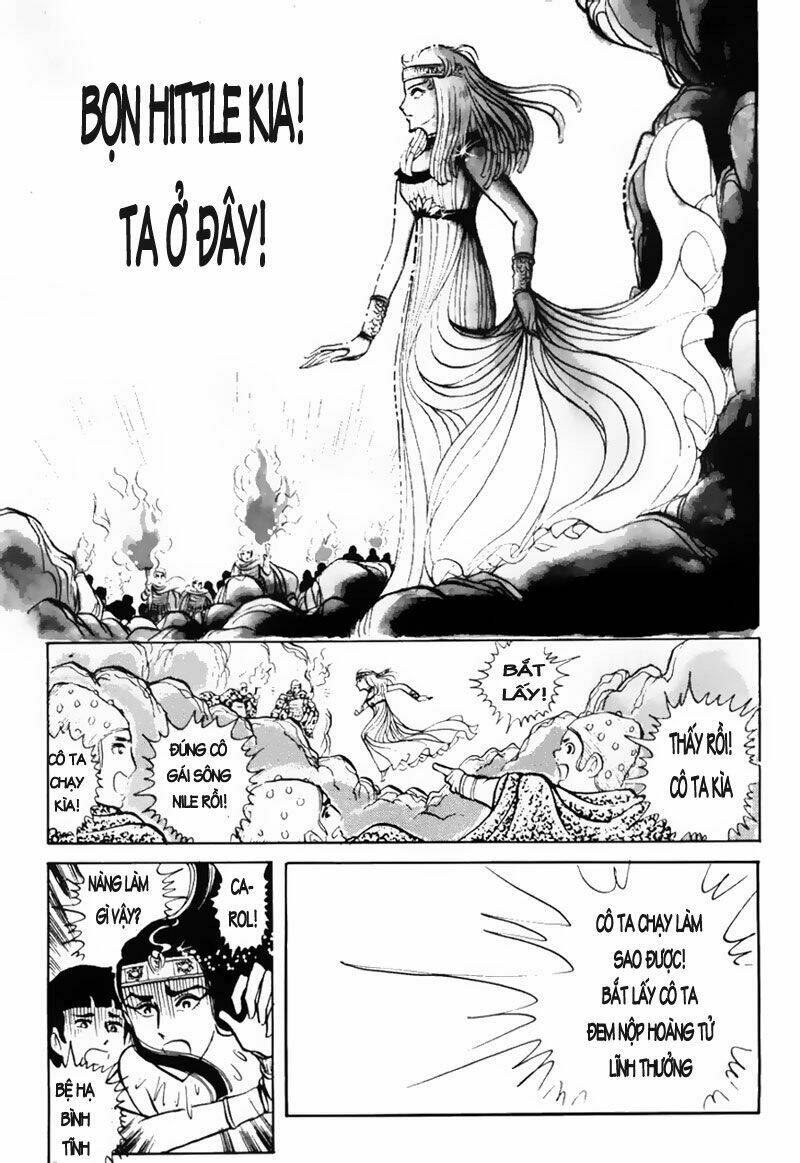 BỌN HITTLE KIA!
TA Ở ĐÂY!
BẮT
LẤY!
THẤY RỒI!
CÔ TA KÌA
ĐÚNG CÔ
GÁI SÔNG
NILE RỒI!
CÔ TA
CHẠY
KÌA!
CA-
ROL!
NÀNG LÀM
GÌ VẬY?
BỆ HẠ
BÌNH
TĨNH
CÔ TA CHẠY LÀM
SAO ĐƯỢC!
BẮT LẤY CÔ TA
ĐEM NỘP HOÀNG TỬ
LĨNH THƯỞNG